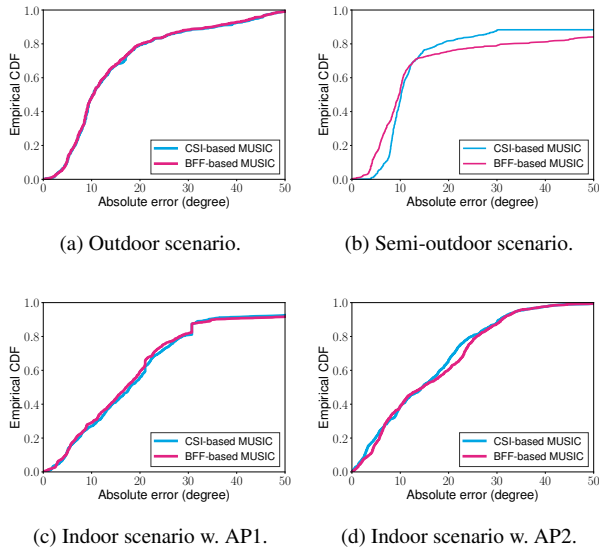 1.0
0.8
0.6
0.4
0.2
0.0
Empirical CDF
CSI-based MUSIC
BFF-based MUSIC
0 10 20 30 40 50
Absolute error (degree)
(a) Outdoor scenario.
1.0
0.8
0.6
0.4
0.2
0.0
Empirical CDF
CSI-based MUSIC
BFF-based MUSIC
0 10 20 30 40 50
Absolute error (degree)
(b) Semi-outdoor scenario.
1.0
0.8
0.6
0.4
0.2
0.0
Empirical CDF
CSI-based MUSIC
BFF-based MUSIC
0 10 20 30 40 50
Absolute error (degree)
(c) Indoor scenario w. AP1.
1.0
0.8
0.6
0.4
0.2
0.0
Empirical CDF
CSI-based MUSIC
BFF-based MUSIC
0 10 20 30 40 50
Absolute error (degree)
(d) Indoor scenario w. AP2.